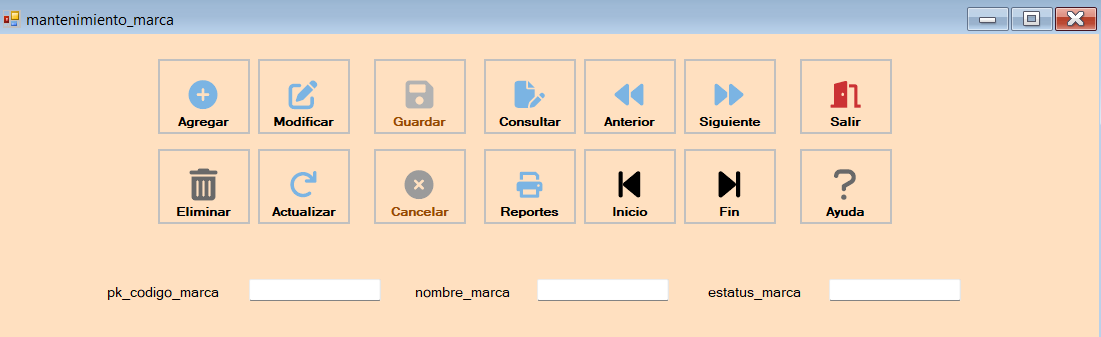 mantenimiento_marca
Agregar Modificar Guardar Consultar Anterior Siguiente Salir
Eliminar Actualizar Cancelar Reportes Inicio Fin Ayuda
pk_codigo_marca nombre_marca estatus_marca